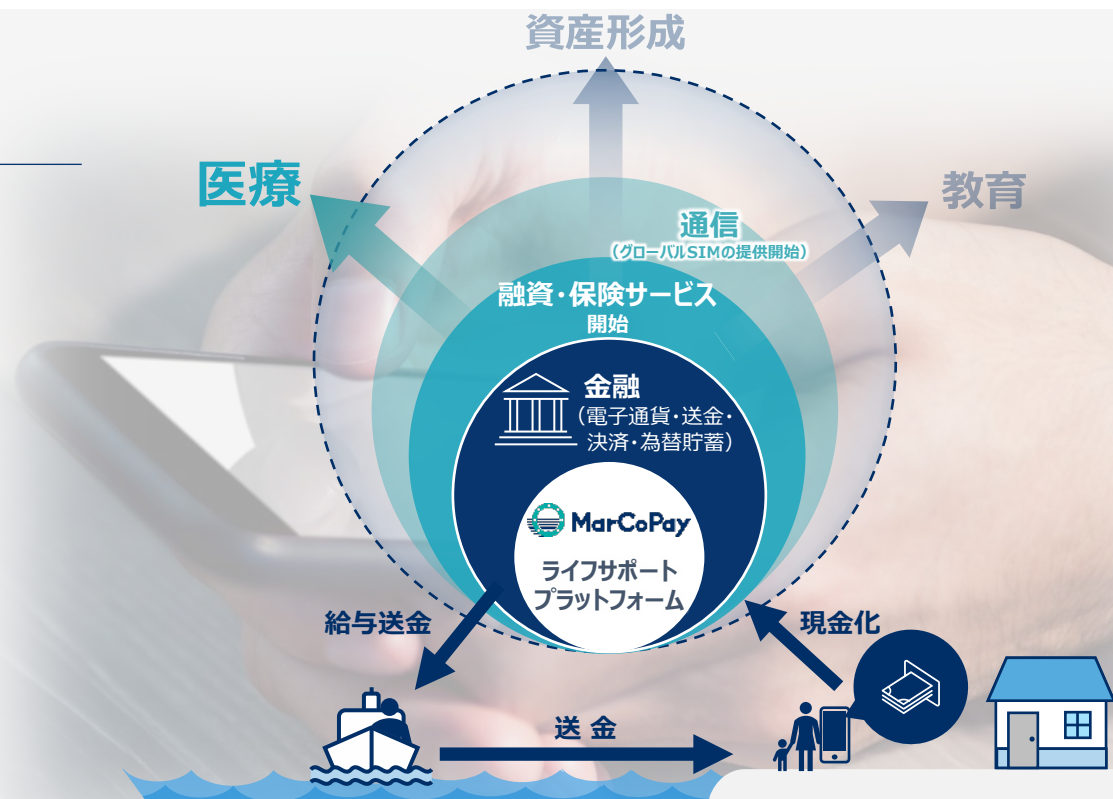 資産形成
医療
教育
通信
（グローバルSIMの提供開始）
融資・保険サービス
開始
金融
（電子通貨・送金・
決済・為替貯蓄）
MarCoPay
ライフサポート
プラットフォーム
給与送金
現金化
送金